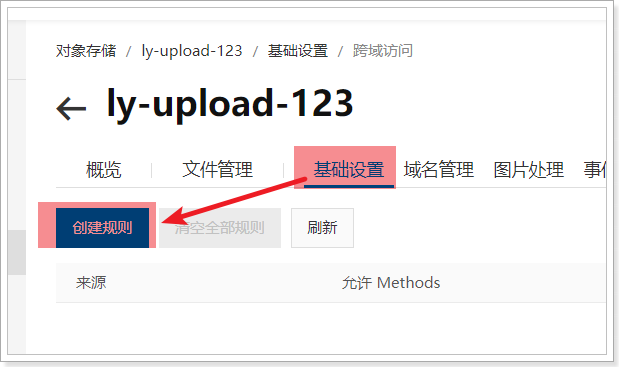 对象存储 / ly-upload-123 / 基础设置 / 跨域访问
← ly-upload-123
概览 文件管理 基础设置 域名管理 图片处理 事件
创建规则 清空全部规则 刷新
来源 允许 Methods